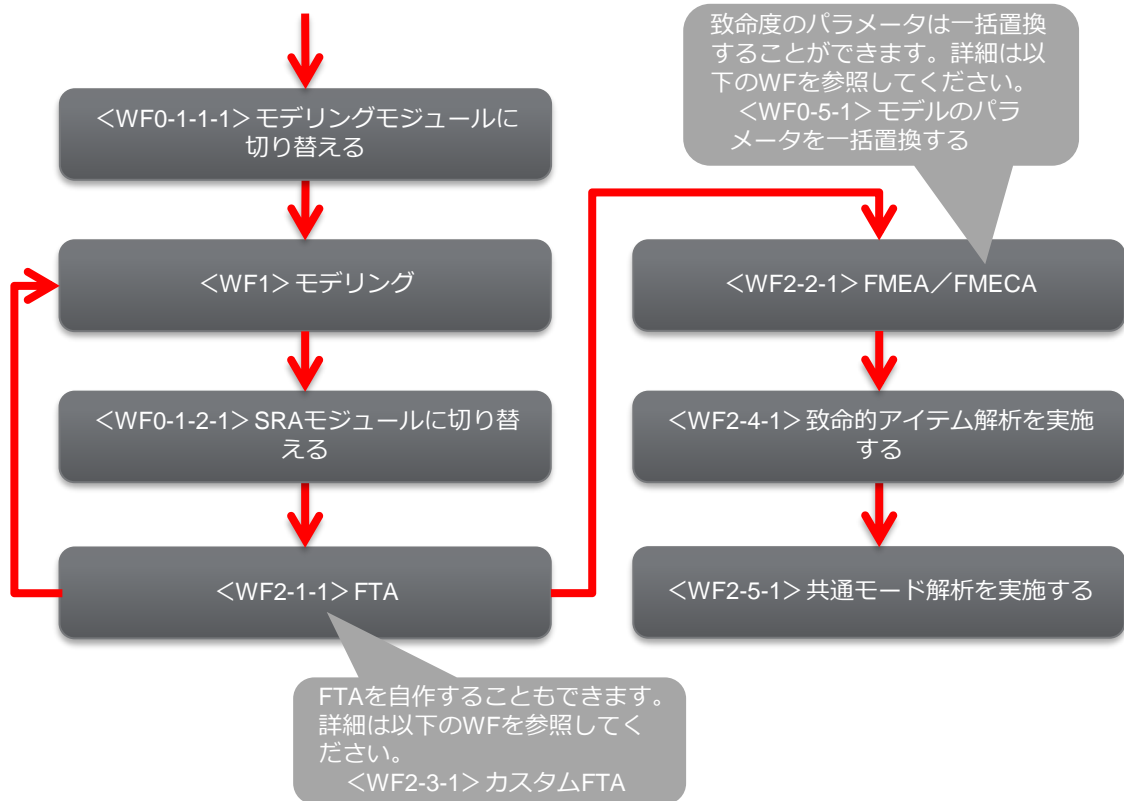 ＜WF0-1-1-1＞モデリングモジュールに
切り替える
＜WF1＞モデリング
＜WF0-1-2-1＞SRAモジュールに切り替
える
＜WF2-1-1＞FTA
FTAを自作することもできます。
詳細は以下のWFを参照してく
ださい。
＜WF2-3-1＞カスタムFTA
致命度のパラメータは一括置換
することができます。詳細は以
下のWFを参照してください。
＜WF0-5-1＞モデルのパラ
メータを一括置換する
＜WF2-2-1＞FMEA／FMECA
＜WF2-4-1＞致命的アイテム解析を実施
する
＜WF2-5-1＞共通モード解析を実施する